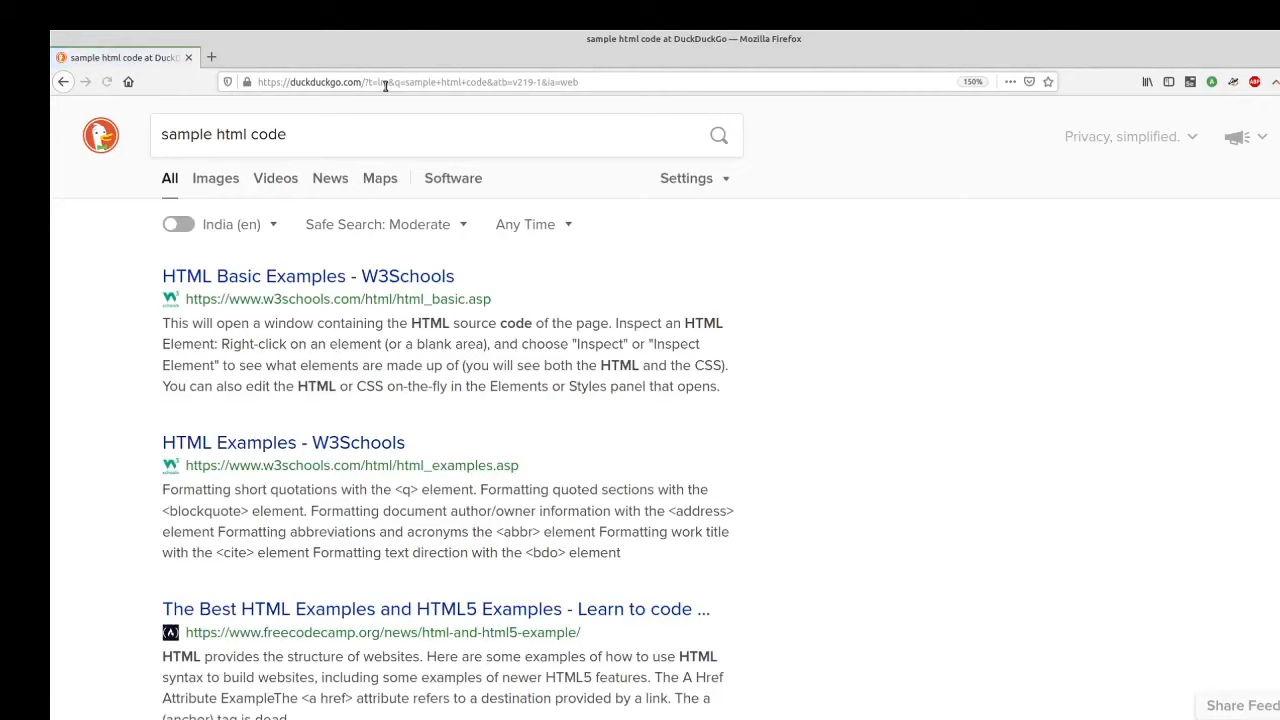 sample html code at DuckDuckGo — Mozilla Firefox
sample html code at DuckD
https://duckduckgo.com/?t=lm&q=sample+html+code&atb=v219-1&ia=web
150%
sample html code
Privacy, simplified.
All Images Videos News Maps Software Settings
India (en) Safe Search: Moderate Any Time
HTML Basic Examples - W3Schools
https://www.w3schools.com/html/html_basic.asp
This will open a window containing the HTML source code of the page. Inspect an HTML
Element: Right-click on an element (or a blank area), and choose "Inspect" or "Inspect
Element" to see what elements are made up of (you will see both the HTML and the CSS).
You can also edit the HTML or CSS on-the-fly in the Elements or Styles panel that opens.
HTML Examples - W3Schools
https://www.w3schools.com/html/html_examples.asp
Formatting short quotations with the <q> element. Formatting quoted sections with the
<blockquote> element. Formatting document author/owner information with the <address>
element Formatting abbreviations and acronyms the <abbr> element Formatting work title
with the <cite> element Formatting text direction with the <bdo> element
The Best HTML Examples and HTML5 Examples - Learn to code ...
https://www.freecodecamp.org/news/html-and-html5-example/
HTML provides the structure of websites. Here are some examples of how to use HTML
syntax to build websites, including some examples of newer HTML5 features. The A Href
Attribute ExampleThe <a href> attribute refers to a destination provided by a link. The a
(anchor) tag is dead
Share Feed